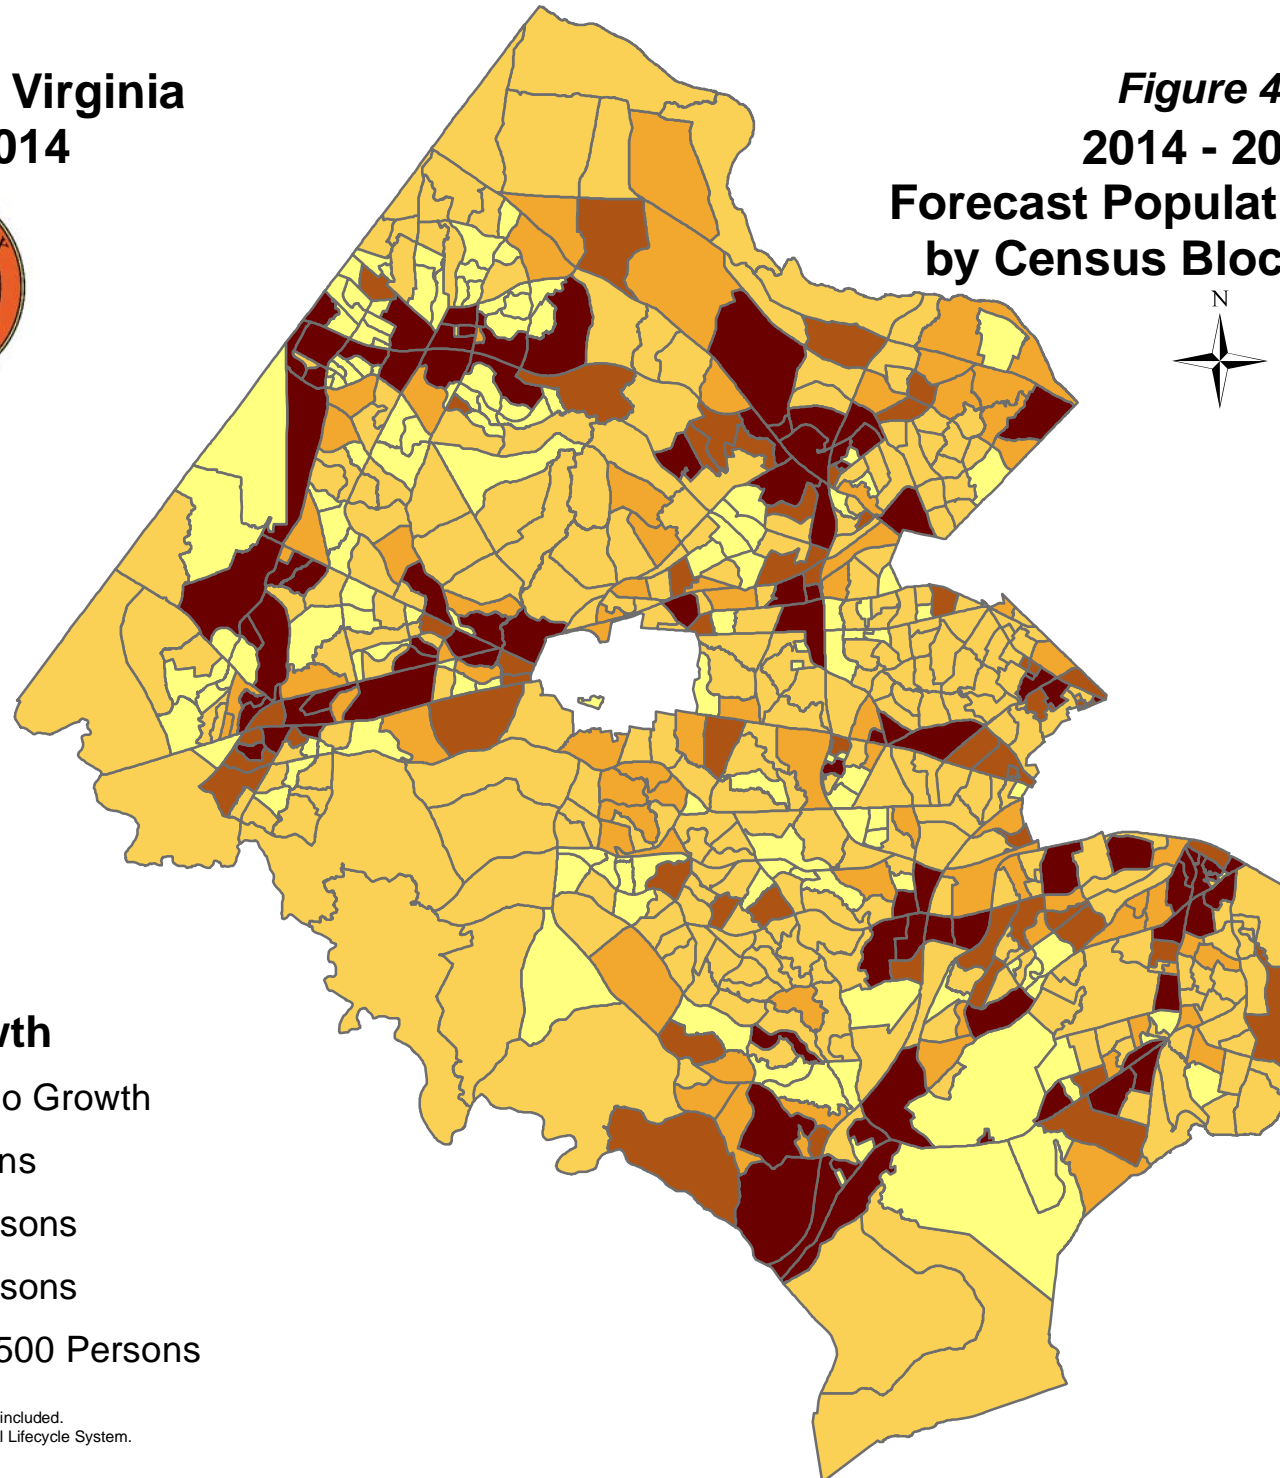 Virginia
014
Figure 4
2014 - 20
Forecast Populat
by Census Bloc
N
wth
o Growth
ns
sons
sons
500 Persons
included.
l Lifecycle System.